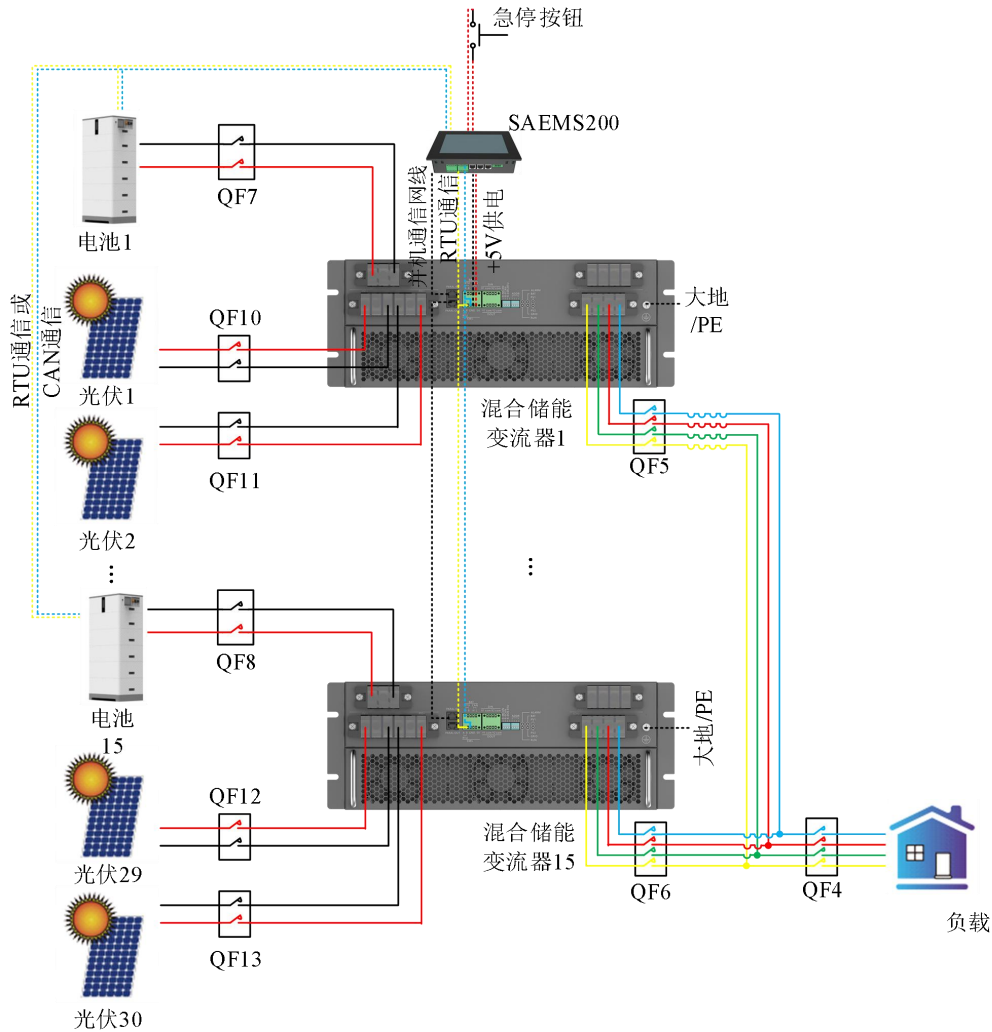 急停按钮
SAEMS200
QF7
电池1
并机通信网线
RTU通信
+5V供电
RTU通信或
CAN通信
大地
/PE
QF10
光伏1
混合储能
变流器1
QF5
QF11
光伏2
QF8
电池
15
大地/PE
QF12
光伏29
混合储能
变流器15
QF6
QF4
负载
QF13
光伏30